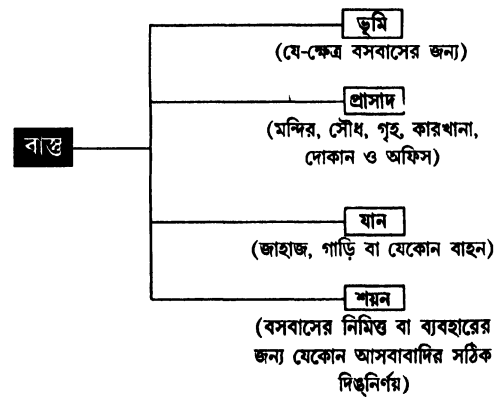 ভূমি
(যে-ক্ষেত্র বসবাসের জন্য)
প্রাসাদ
(মন্দির, সৌধ, গৃহ, কারখানা,
দোকান ও অফিস)
বাস্তু
যান
(জাহাজ, গাড়ি বা যেকোন বাহন)
শয়ন
(বসবাসের নিমিত্ত বা ব্যবহারের
জন্য যেকোন আসবাবাদির সঠিক
দিঙ্‌নির্ণয়)